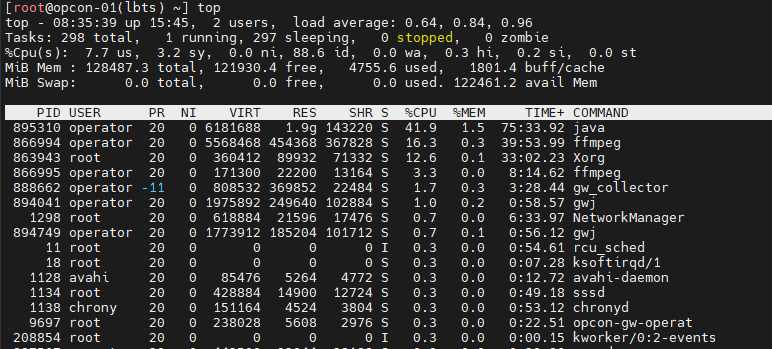 [root@opcon-01(lbts) ~] top
top - 08:35:39 up 15:45,  2 users,  load average: 0.64, 0.84, 0.96
Tasks: 298 total,   1 running, 297 sleeping,   0 stopped,   0 zombie
%Cpu(s):  7.7 us,  3.2 sy,  0.0 ni, 88.6 id,  0.0 wa,  0.3 hi,  0.2 si,  0.0 st
MiB Mem : 128487.3 total, 121930.4 free,   4755.6 used,   1801.4 buff/cache
MiB Swap:      0.0 total,      0.0 free,      0.0 used. 122461.2 avail Mem
PID USER      PR  NI    VIRT    RES    SHR S  %CPU  %MEM     TIME+ COMMAND
895310 operator  20   0 6181688   1.9g 143220 S  41.9   1.5  75:33.92 java
866994 operator  20   0 5568468 454368 367828 S  16.3   0.3  39:53.99 ffmpeg
863943 root      20   0  360412  89932  71332 S  12.6   0.1  33:02.23 Xorg
866995 operator  20   0  171300  22200  13164 S   3.3   0.0   8:14.62 ffmpeg
888662 operator -11   0  808532 369852  22484 S   1.7   0.3   3:28.44 gw_collector
894041 operator  20   0 1975892 249640 102884 S   1.0   0.2   0:58.57 gwj
1298 root      20   0  618884  21596  17476 S   0.7   0.0   6:33.97 NetworkManager
894749 operator  20   0 1773912 185204 101712 S   0.7   0.1   0:56.12 gwj
11 root      20   0       0      0      0 I   0.3   0.0   0:54.61 rcu_sched
18 root      20   0       0      0      0 S   0.3   0.0   0:07.28 ksoftirqd/1
1128 avahi     20   0   85476   5264   4772 S   0.3   0.0   0:12.72 avahi-daemon
1134 root      20   0  428884  14900  12724 S   0.3   0.0   0:49.18 sssd
1138 chrony    20   0  151164   4524   3804 S   0.3   0.0   0:53.12 chronyd
9697 root      20   0  238028   5608   2976 S   0.3   0.0   0:22.51 opcon-gw-operat
208854 root      20   0       0      0      0 I   0.3   0.0   0:00.15 kworker/0:2-events